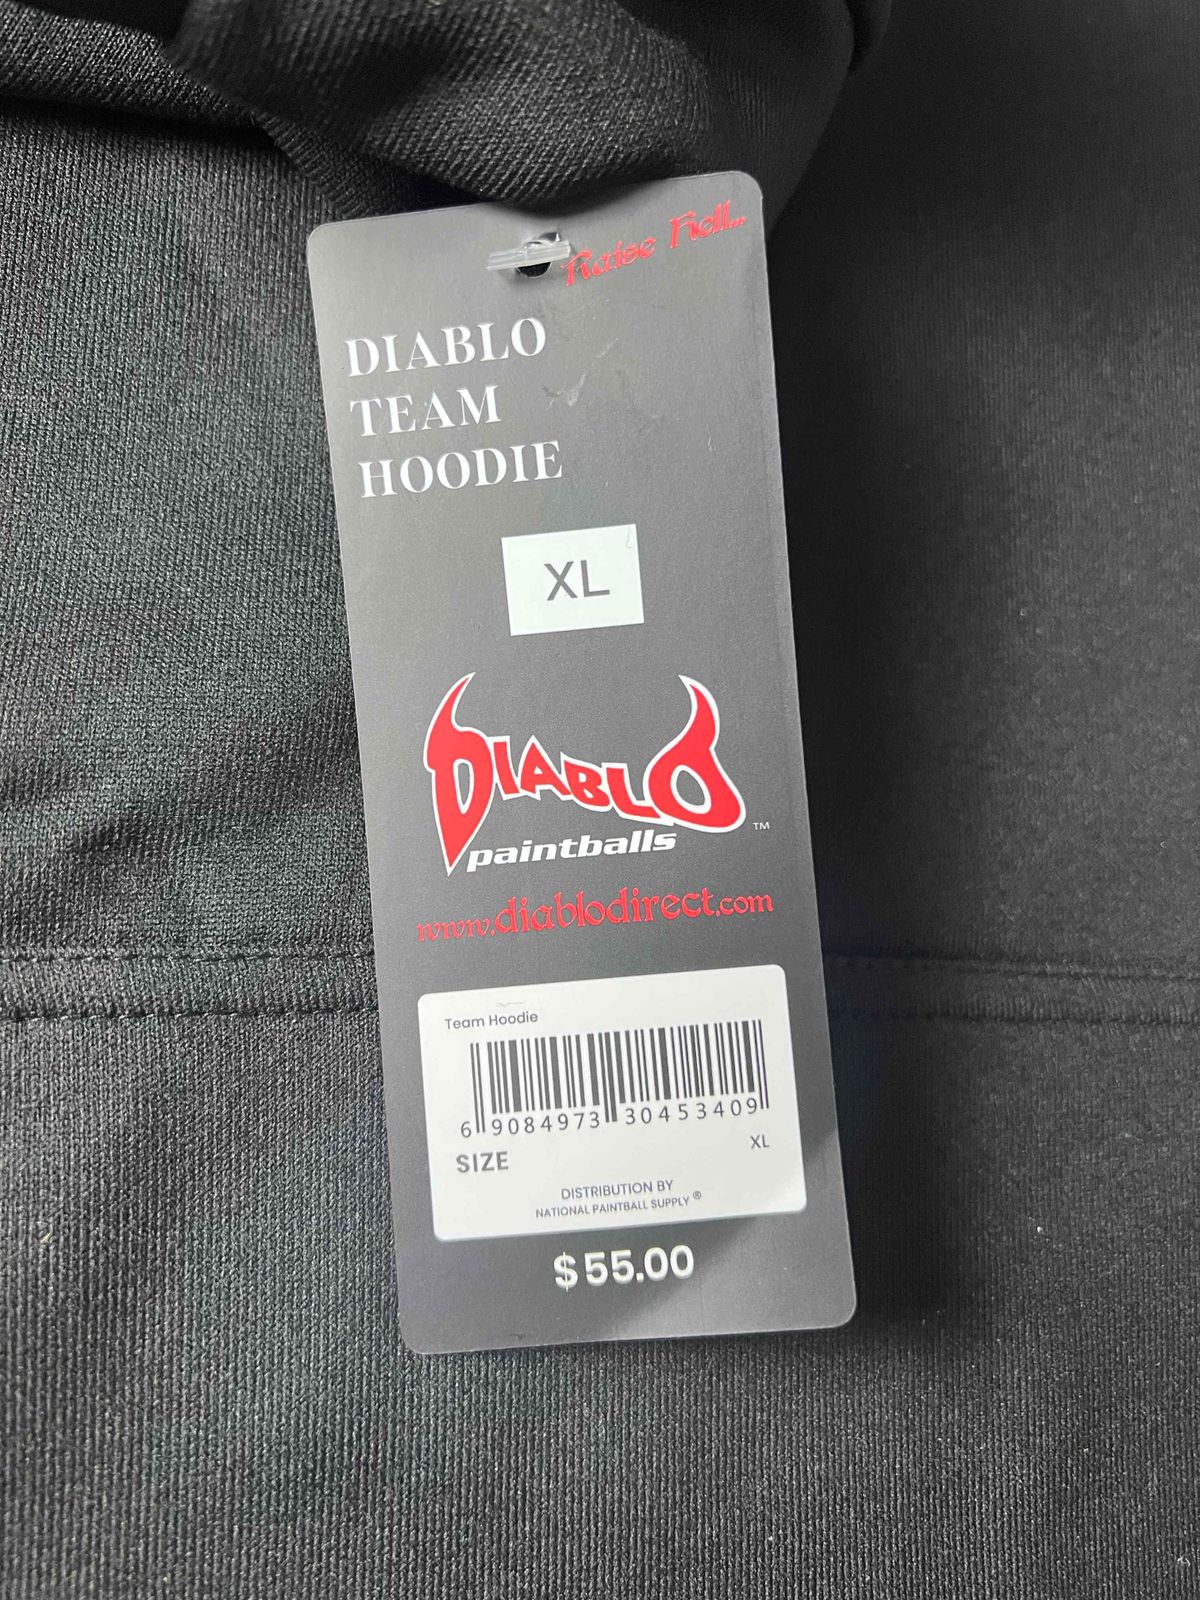 Raise Hell...
DIABLO
TEAM
HOODIE
XL
DIABLO
paintballs
™
www.diablodirect.com
Team Hoodie
6 9084973 30453409
SIZE XL
DISTRIBUTION BY
NATIONAL PAINTBALL SUPPLY ®
$55.00